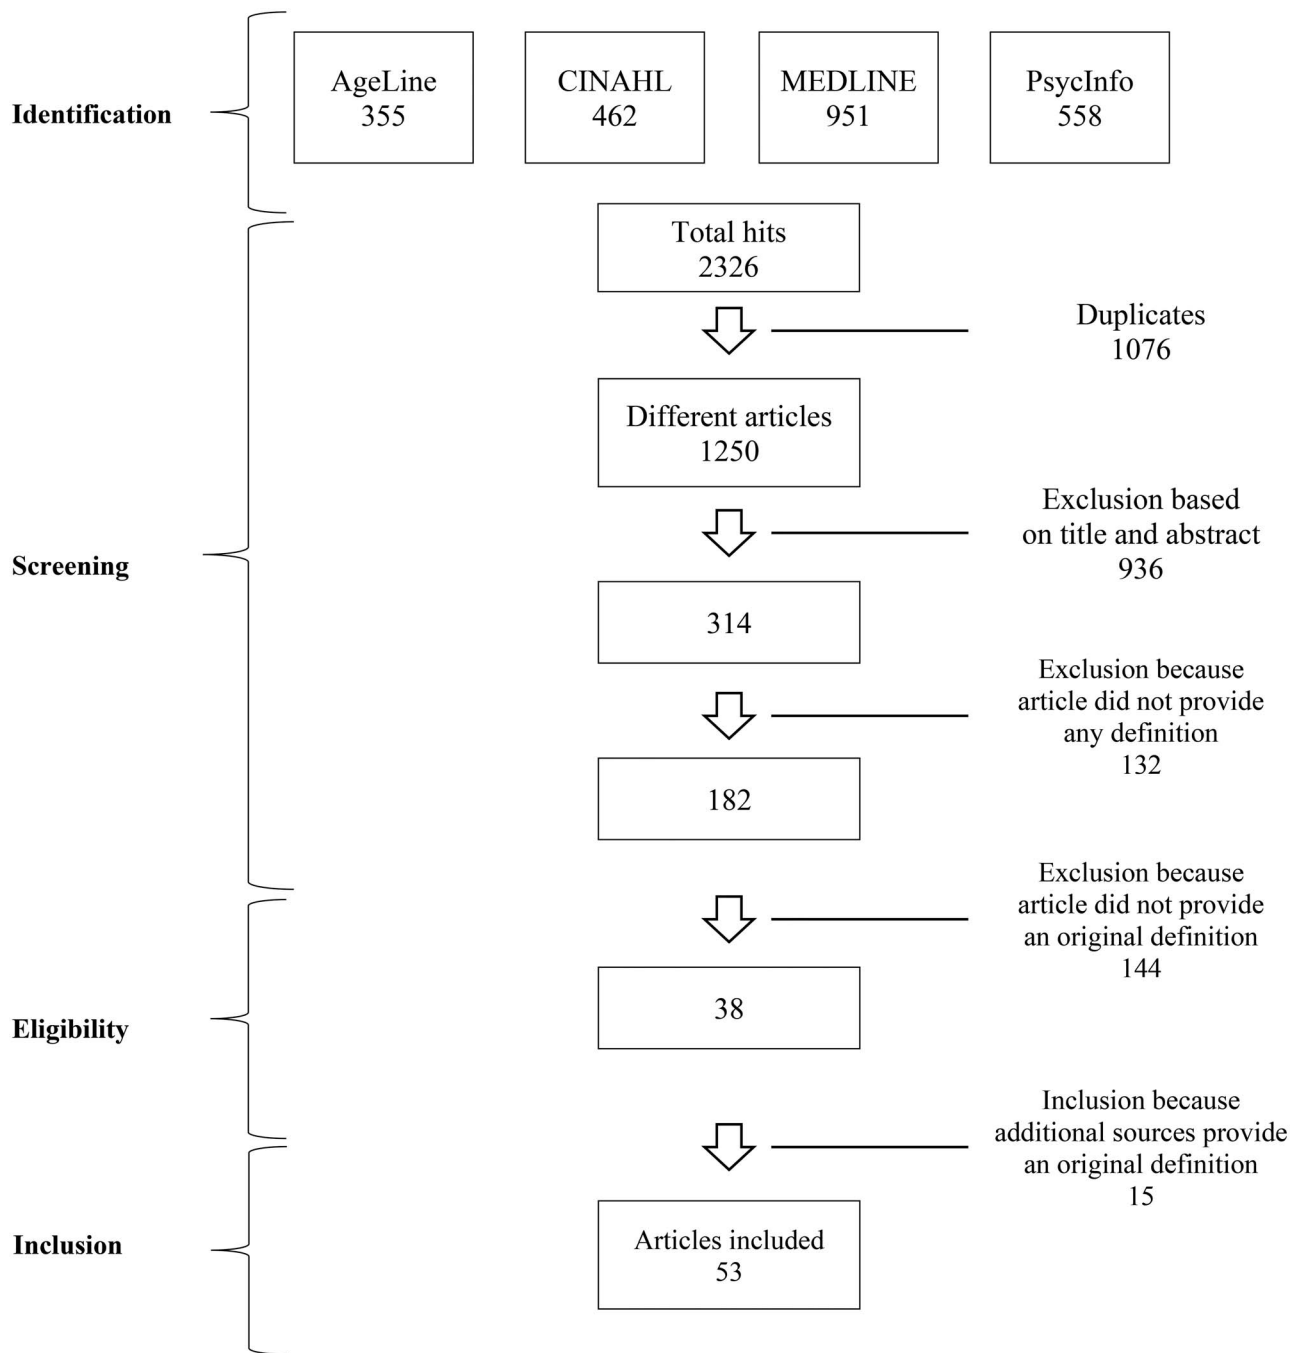 Identification
AgeLine
355
CINAHL
462
MEDLINE
951
PsycInfo
558
Screening
Total hits
2326
Duplicates
1076
Different articles
1250
Exclusion based
on title and abstract
936
314
Exclusion because
article did not provide
any definition
132
182
Eligibility
Exclusion because
article did not provide
an original definition
144
38
Inclusion
Inclusion because
additional sources provide
an original definition
15
Articles included
53